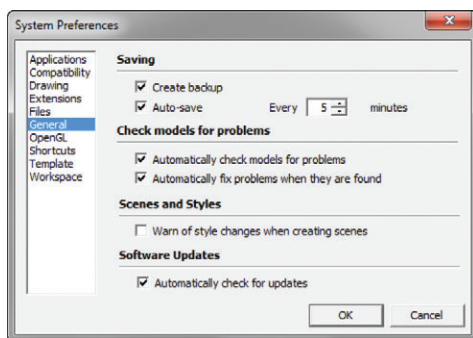 System Preferences
Applications
Compatibility
Drawing
Extensions
Files
General
OpenGL
Shortcuts
Template
Workspace
Saving
Create backup
Auto-save Every 5 minutes
Check models for problems
Automatically check models for problems
Automatically fix problems when they are found
Scenes and Styles
Warn of style changes when creating scenes
Software Updates
Automatically check for updates
OK Cancel